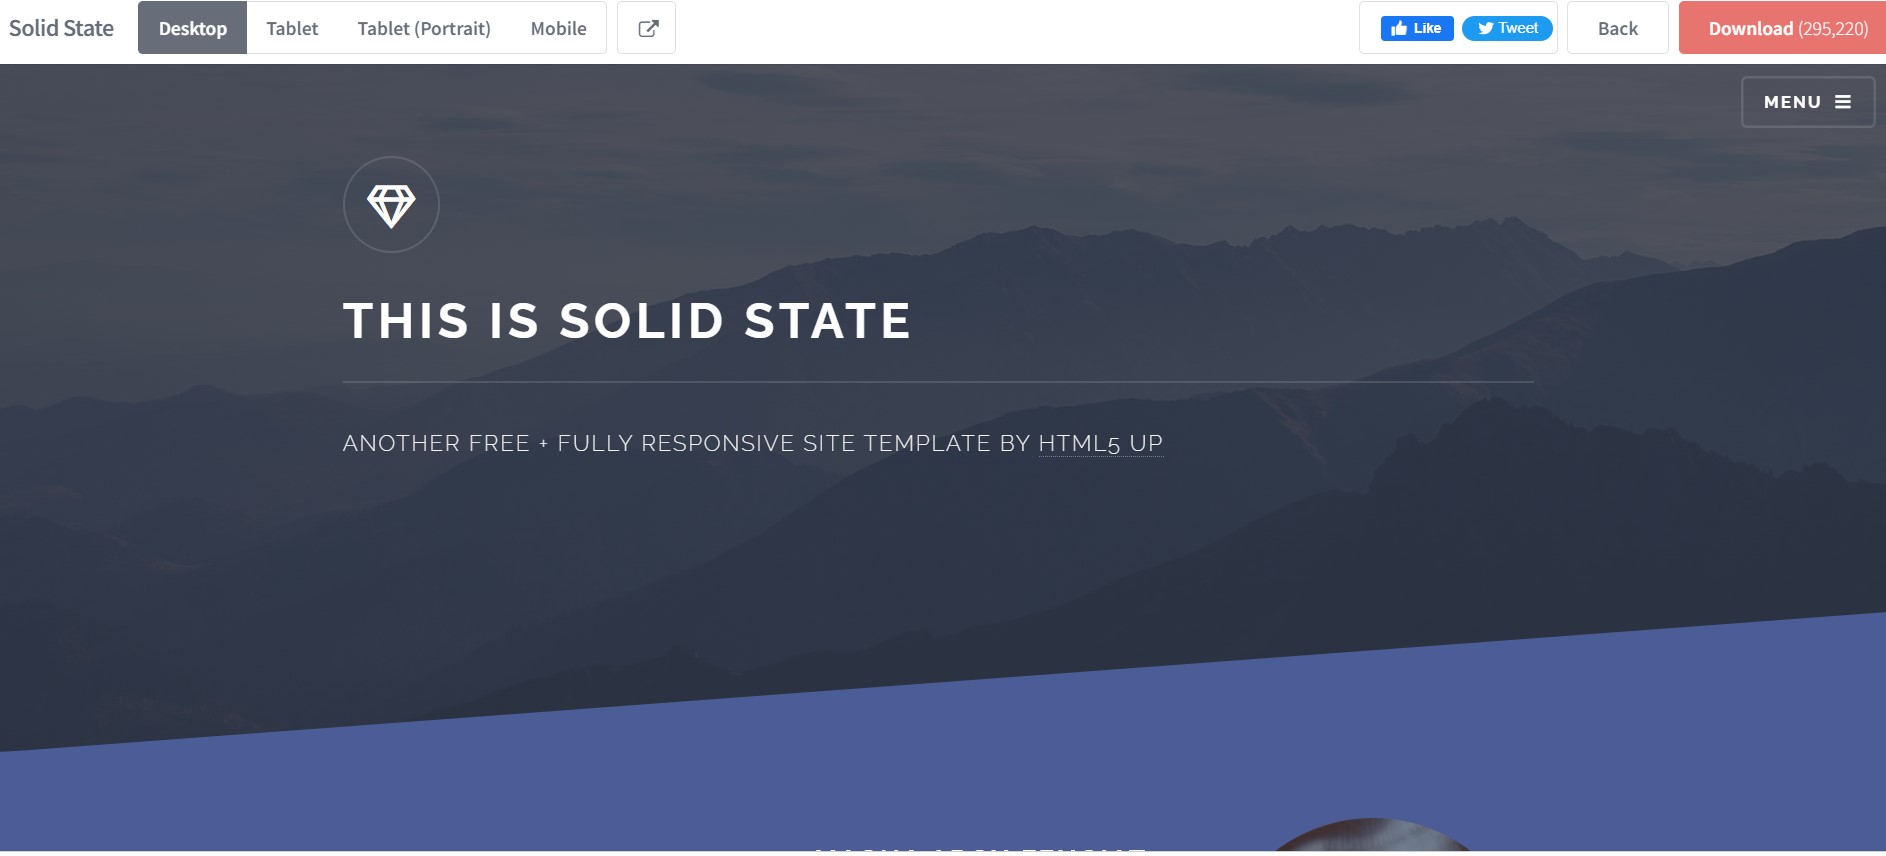 Solid State Desktop Tablet Tablet (Portrait) Mobile Like Tweet Back Download (295,220)
MENU
THIS IS SOLID STATE
ANOTHER FREE + FULLY RESPONSIVE SITE TEMPLATE BY HTML5 UP